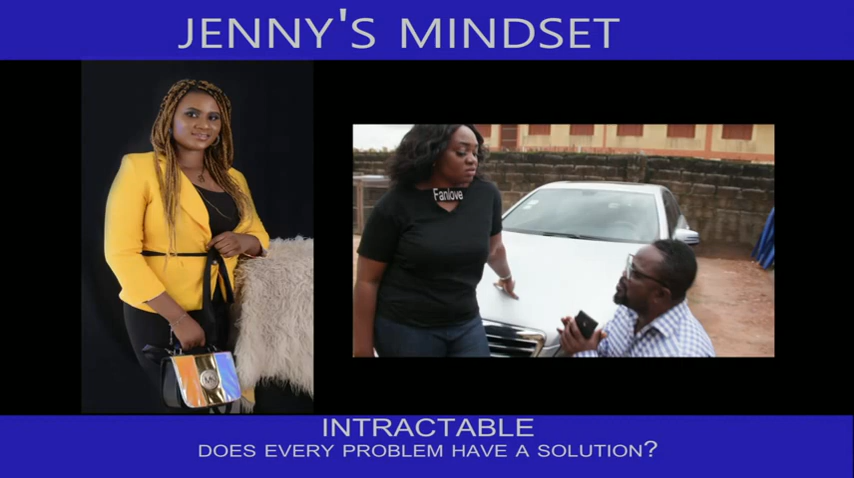 JENNY'S MINDSET
Fanlove
INTRACTABLE
DOES EVERY PROBLEM HAVE A SOLUTION?